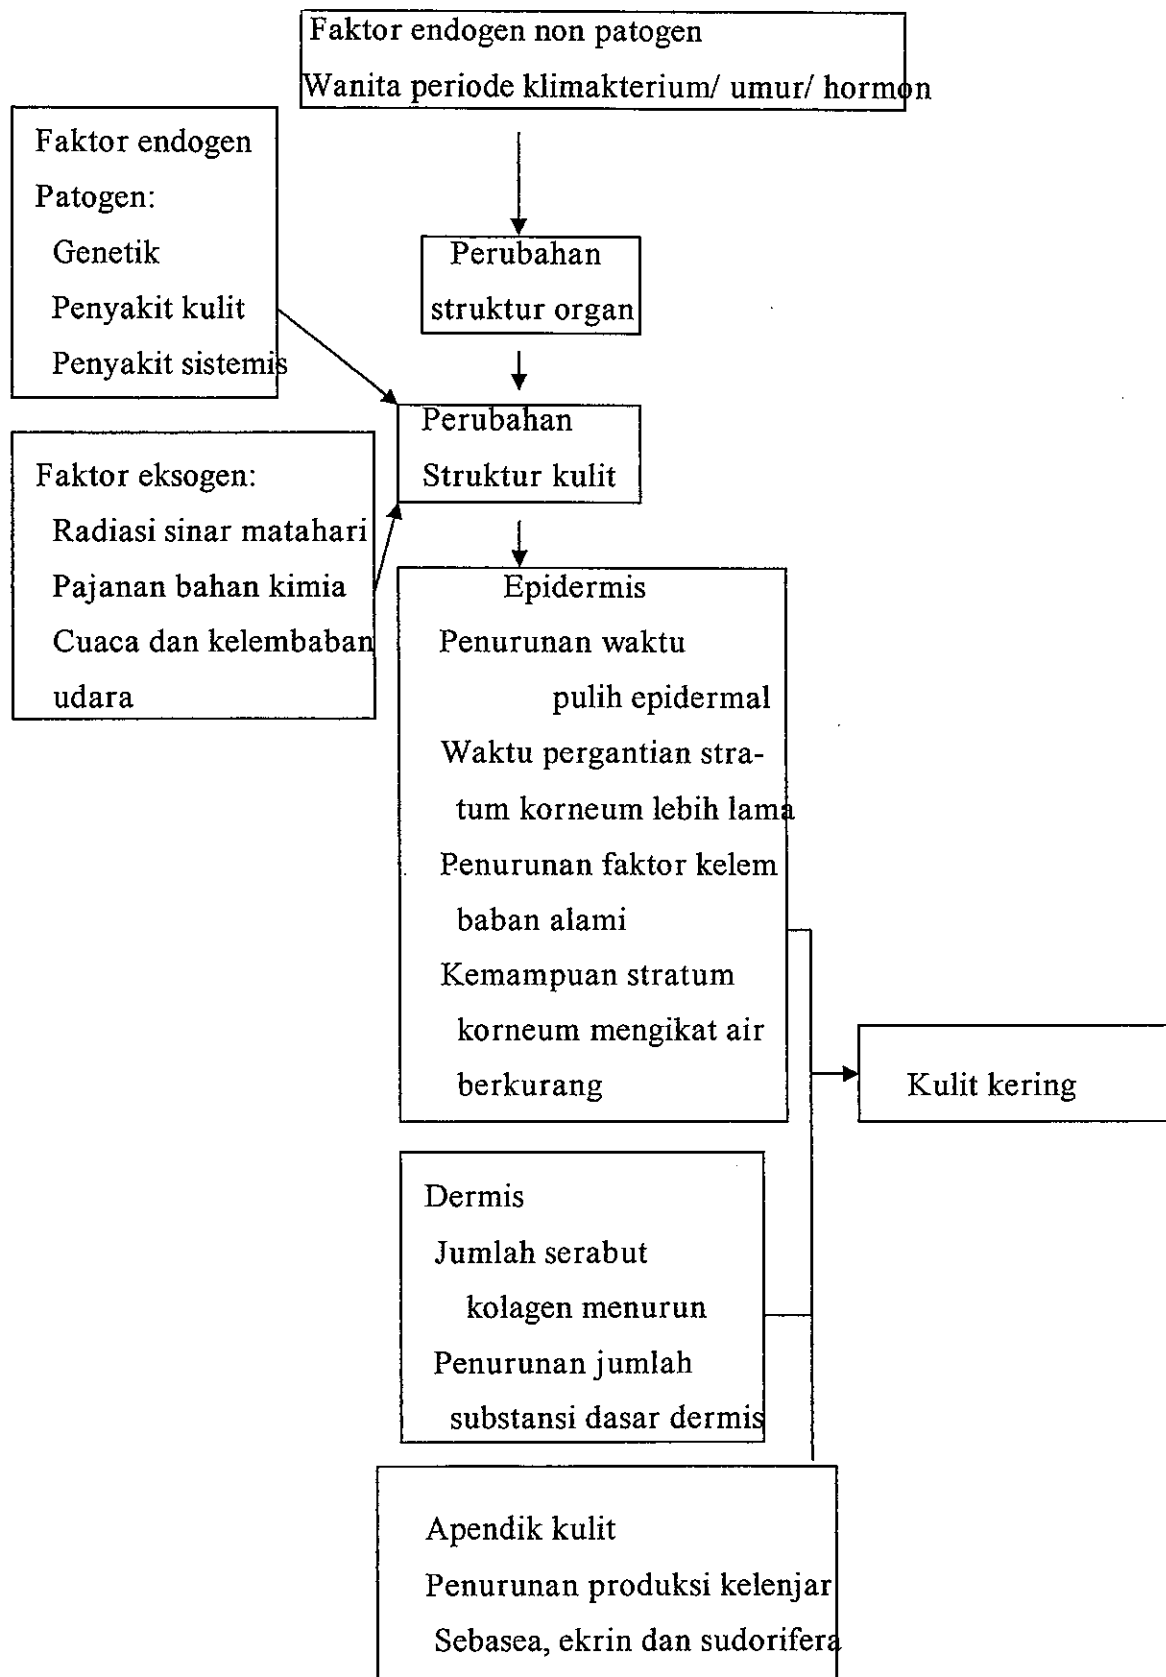 Faktor endogen non patogen
Wanita periode klimakterium/ umur/ hormon
Faktor endogen
Patogen:
Genetik
Penyakit kulit
Penyakit sistemis
Perubahan
struktur organ
Perubahan
Struktur kulit
Faktor eksogen:
Radiasi sinar matahari
Pajanan bahan kimia
Cuaca dan kelembaban
udara
Epidermis
Penurunan waktu
pulih epidermal
Waktu pergantian stra-
tum korneum lebih lama
Penurunan faktor kelem
baban alami
Kemampuan stratum
korneum mengikat air
berkurang
Kulit kering
Dermis
Jumlah serabut
kolagen menurun
Penurunan jumlah
substansi dasar dermis
Apendik kulit
Penurunan produksi kelenjar
Sebasea, ekrin dan sudorifera